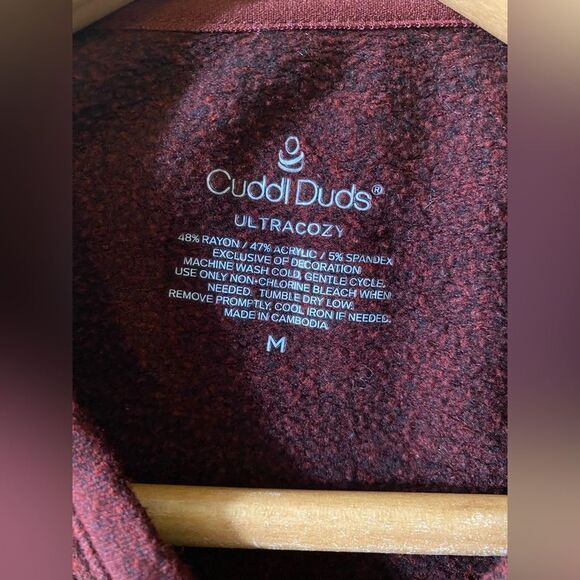 Cuddl Duds®
ULTRACOZY
48% RAYON / 47% ACRYLIC / 5% SPANDEX
EXCLUSIVE OF DECORATION
MACHINE WASH COLD, GENTLE CYCLE.
USE ONLY NON-CHLORINE BLEACH WHEN
NEEDED. TUMBLE DRY LOW.
REMOVE PROMPTLY, COOL IRON IF NEEDED.
MADE IN CAMBODIA
M